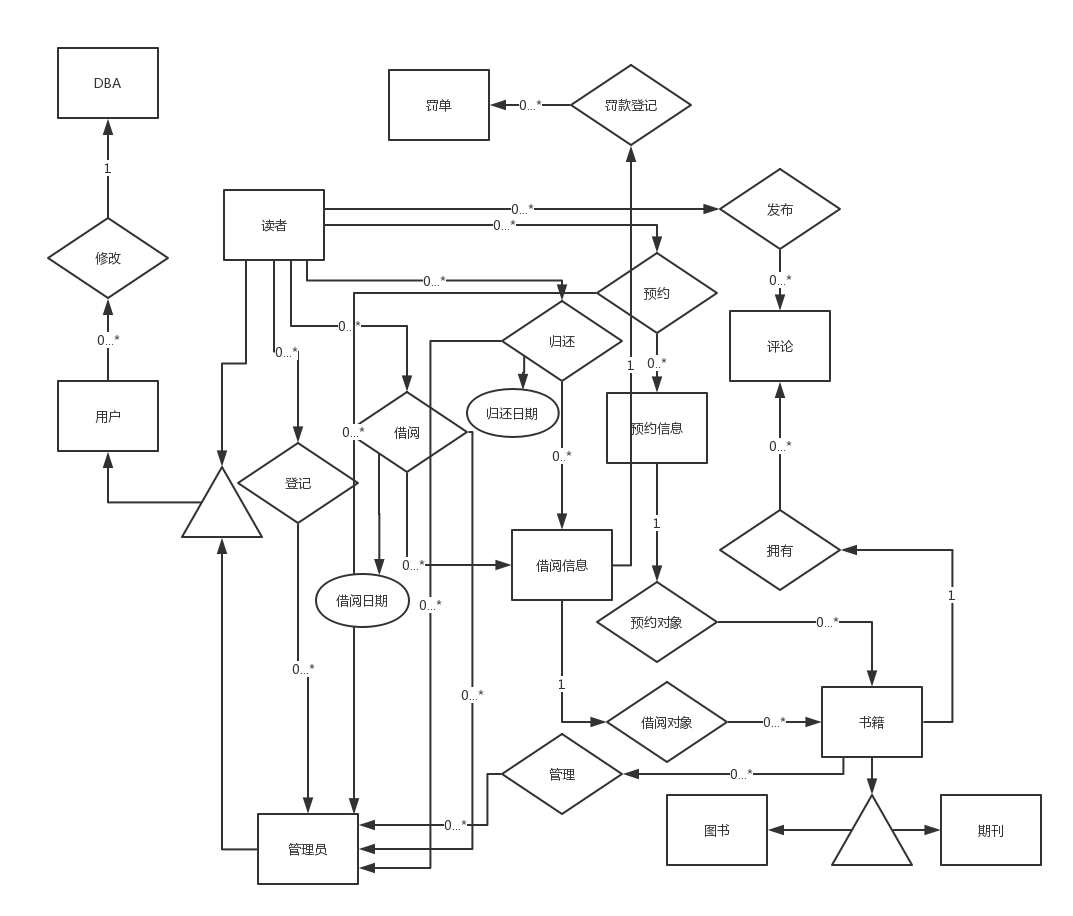 DBA
罚单
0...*
罚款登记
1
读者
0...*
发布
0...*
修改
0...*
0...*
预约
0...*
0...*
归还
0...*
0...*
1
0..*
评论
用户
归还日期
预约信息
0...*
借阅
0...*
0..*
登记
1
拥有
0...*
借阅信息
1
借阅日期
0...*
预约对象
0...*
0...*
1
0...*
借阅对象
0...*
书籍
管理
0...*
0...*
图书
期刊
管理员